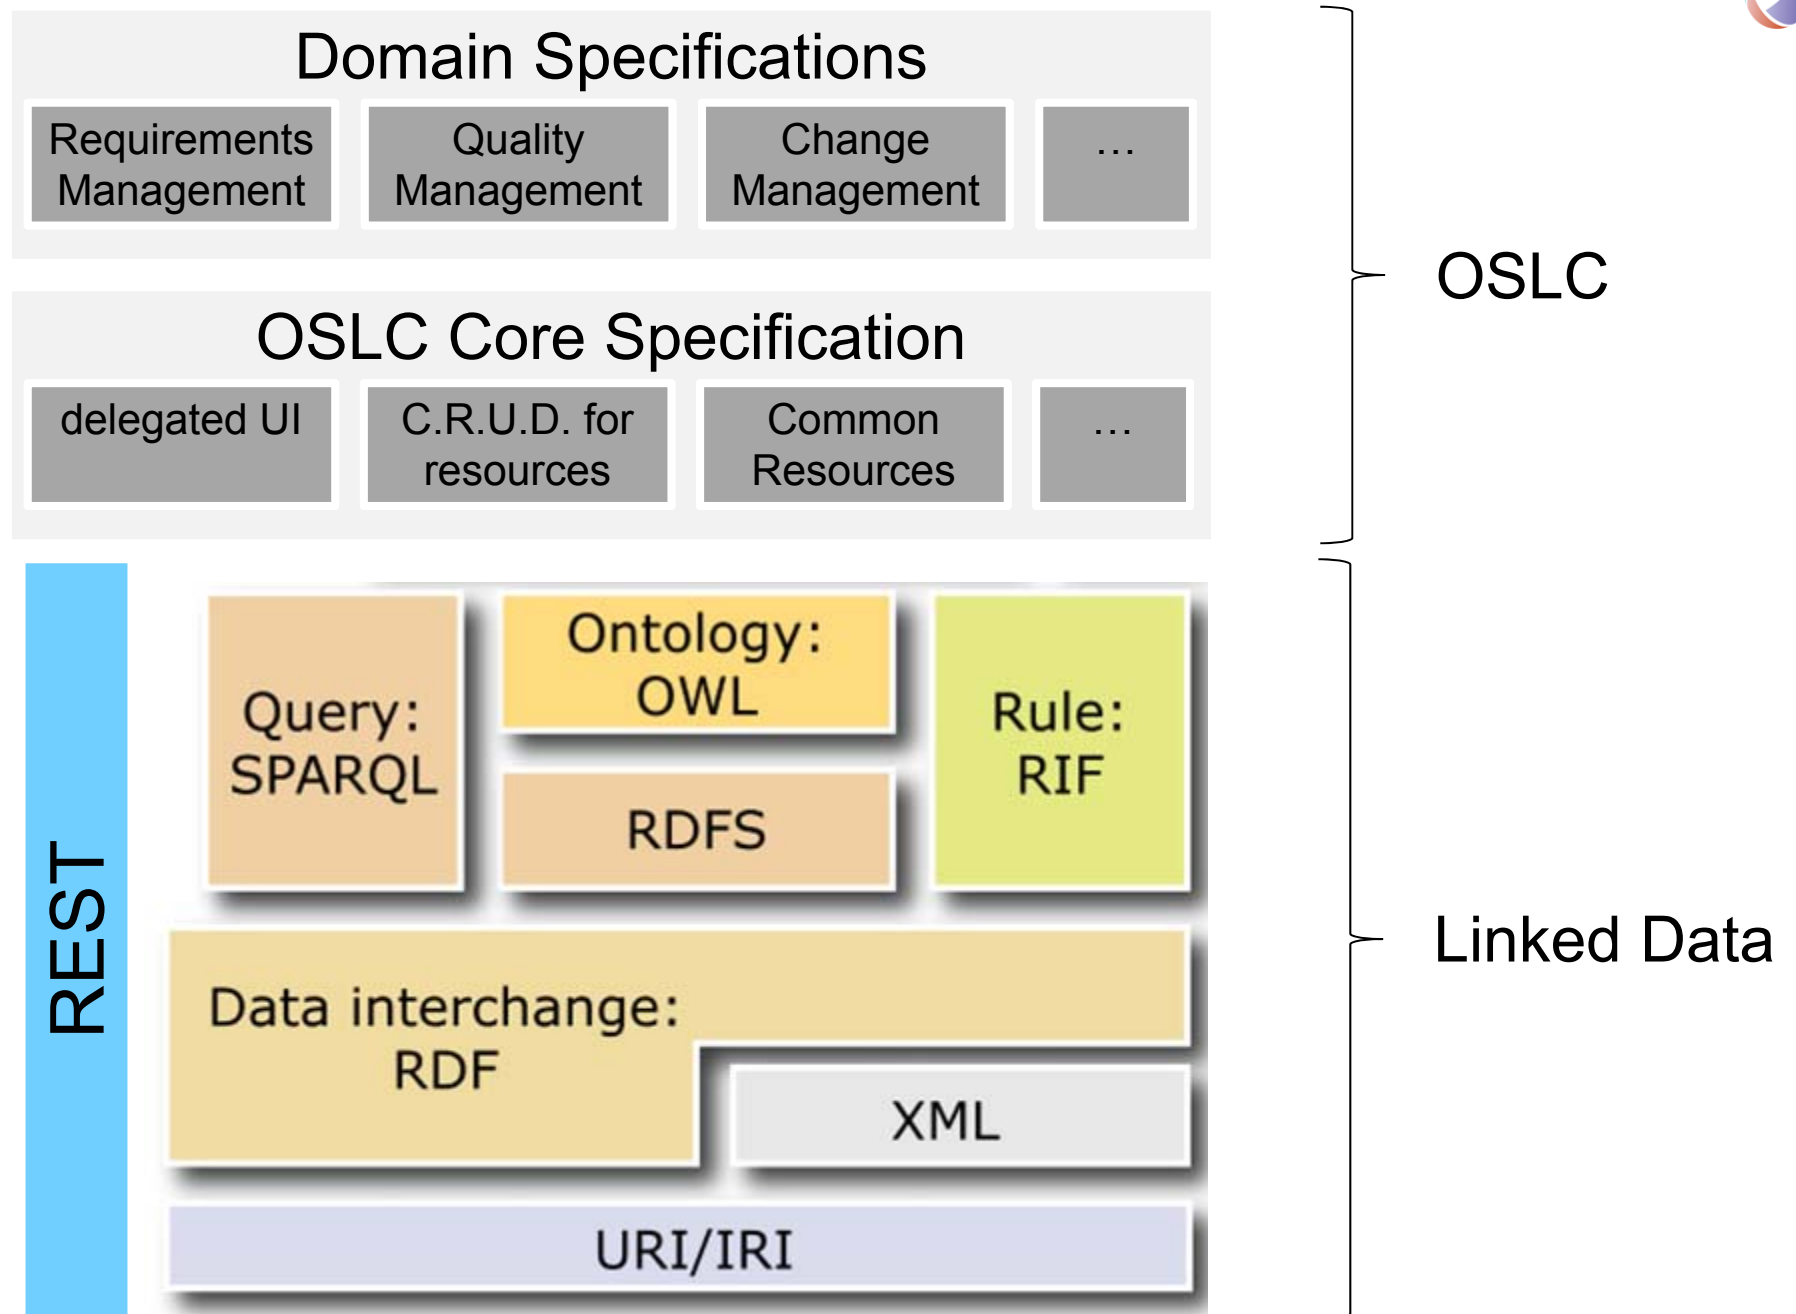 Domain Specifications
Requirements
Management
Quality
Management
Change
Management
…
OSLC
OSLC Core Specification
delegated UI
C.R.U.D. for
resources
Common
Resources
…
REST
Query:
SPARQL
Ontology:
OWL
RDFS
Rule:
RIF
Data interchange:
RDF
XML
URI/IRI
Linked Data